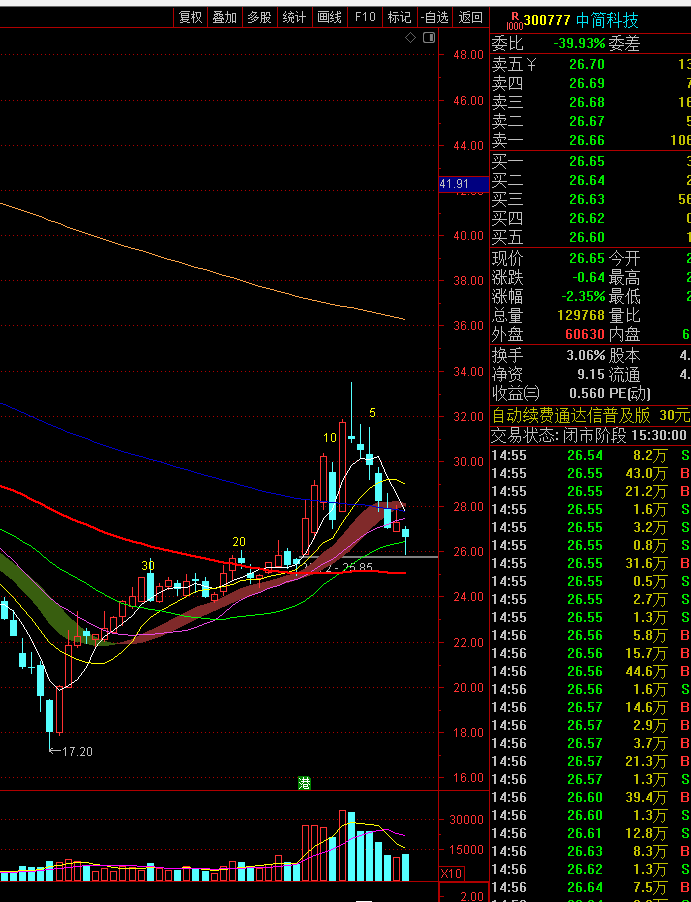 复权 叠加 多股 统计 画线 F10 标记 -自选 返回
R 1000 300777 中简科技
委比 -39.93% 委差
卖五 ¥ 26.70 13
卖四 26.69 7
卖三 26.68 16
卖二 26.67 5
卖一 26.66 106
买一 26.65 3
买二 26.64 2
买三 26.63 56
买四 26.62 0
买五 26.60 1
现价 26.65 今开 2
涨跌 -0.64 最高 2
涨幅 -2.35% 最低 2
总量 129768 量比
外盘 60630 内盘 6
换手 3.06% 股本 4.
净资 9.15 流通 4.
收益㈢ 0.560 PE(动)
自动续费通达信普及版 30元
交易状态: 闭市阶段 15:30:00
14:55 26.54 8.2万 S
14:55 26.55 43.0万 B
14:55 26.55 21.2万 B
14:55 26.55 1.6万 S
14:55 26.55 3.2万 S
14:55 26.55 0.8万 S
14:55 26.55 31.6万 B
14:55 26.55 0.5万 S
14:55 26.55 2.7万 S
14:55 26.55 1.3万 S
14:56 26.56 5.8万 B
14:56 26.56 15.7万 B
14:56 26.56 44.6万 B
14:56 26.56 1.6万 S
14:56 26.57 14.6万 B
14:56 26.57 2.9万 B
14:56 26.57 3.7万 B
14:56 26.57 21.3万 B
14:56 26.57 1.3万 S
14:56 26.60 39.4万 B
14:56 26.60 1.3万 S
14:56 26.61 12.8万 S
14:56 26.63 8.3万 B
14:56 26.62 1.3万 S
14:56 26.64 7.5万 B
48.00
46.00
44.00
41.91
40.00
38.00
36.00
34.00
32.00
30.00
28.00
26.00
24.00
22.00
20.00
18.00
16.00
5
10
20
30
- 25.85
←17.20
港
30000
15000
X10
2.00